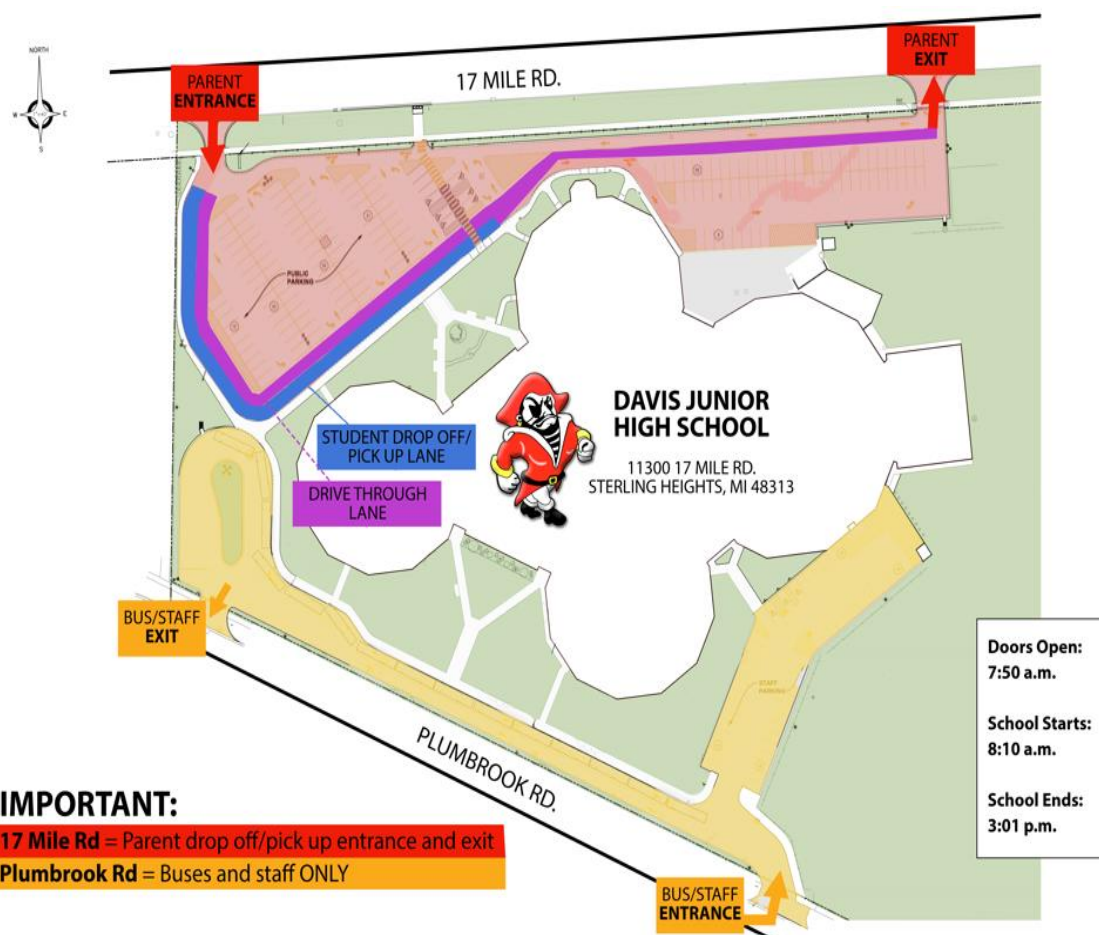 NORTH
W
E
S
PARENT
ENTRANCE
17 MILE RD.
PARENT
EXIT
PUBLIC
PARKING
STUDENT DROP OFF/
PICK UP LANE
DRIVE THROUGH
LANE
DAVIS JUNIOR
HIGH SCHOOL
11300 17 MILE RD.
STERLING HEIGHTS, MI 48313
BUS/STAFF
EXIT
STAFF
PARKING
PLUMBROOK RD.
Doors Open:
7:50 a.m.
School Starts:
8:10 a.m.
School Ends:
3:01 p.m.
IMPORTANT:
17 Mile Rd = Parent drop off/pick up entrance and exit
Plumbrook Rd = Buses and staff ONLY
BUS/STAFF
ENTRANCE